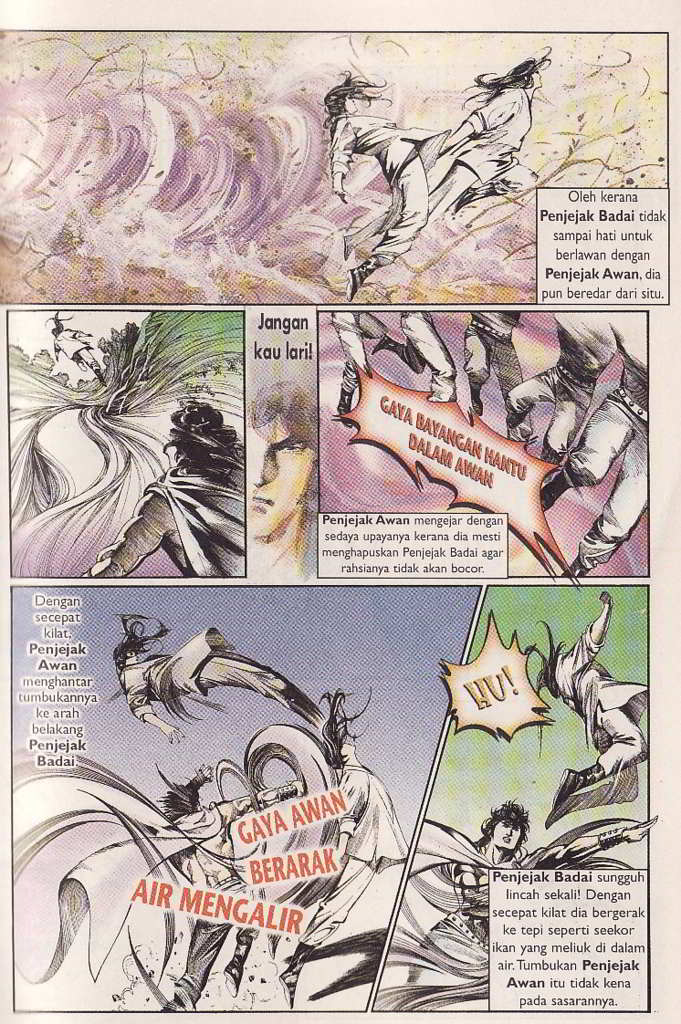 Oleh kerana
Penjejak Badai tidak
sampai hati untuk
berlawan dengan
Penjejak Awan, dia
pun beredar dari situ.
Jangan
kau lari!
GAYA BAYANGAN HANTU
DALAM AWAN
Penjejak Awan mengejar dengan
sedaya upayanya kerana dia mesti
menghapuskan Penjejak Badai agar
rahsianya tidak akan bocor.
Dengan
secepat
kilat,
Penjejak
Awan
menghantar
tumbukannya
ke arah
belakang
Penjejak
Badai
GAYA AWAN
BERARAK
AIR MENGALIR
WU!
Penjejak Badai sungguh
lincah sekali! Dengan
secepat kilat dia bergerak
ke tepi seperti seekor
ikan yang meliuk di dalam
air. Tumbukan Penjejak
Awan itu tidak kena
pada sasarannya.